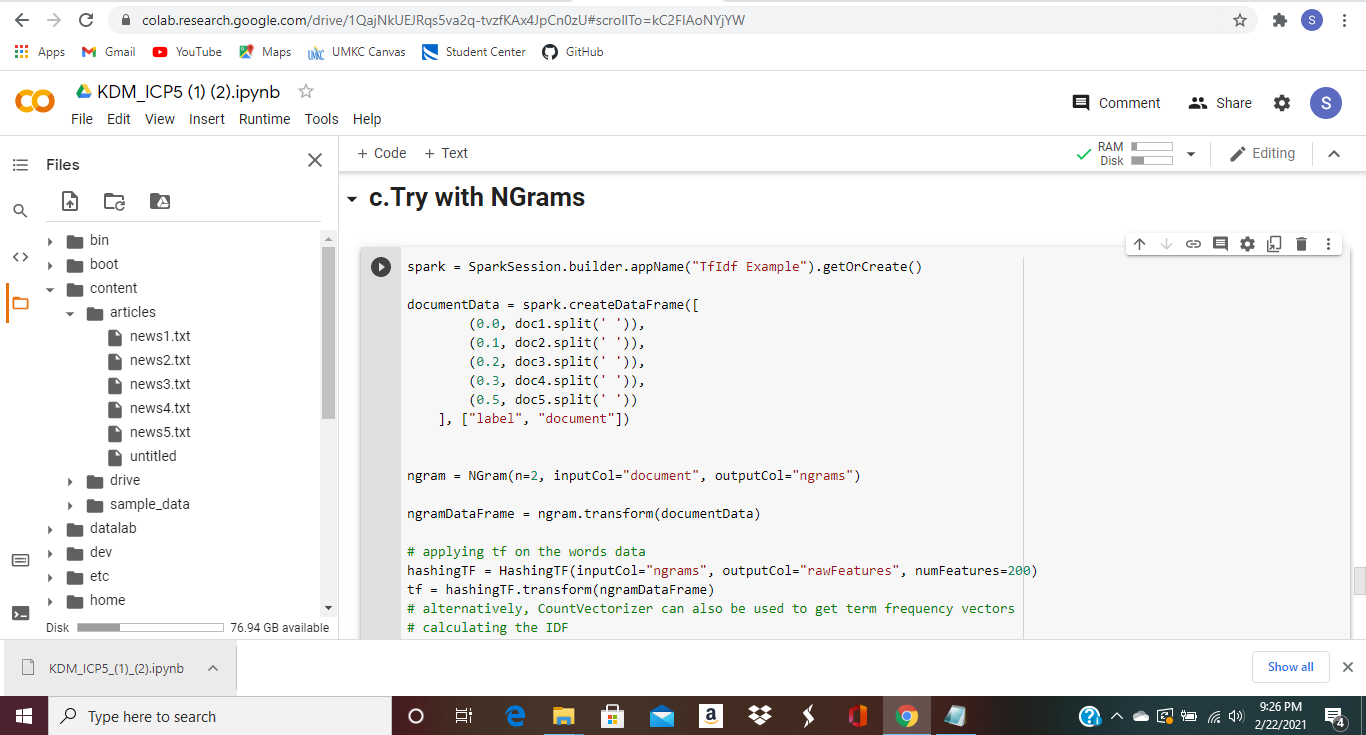 colab.research.google.com/drive/1QajNkUEJRqs5va2q-tvzfKAx4JpCn0zU#scrollTo=kC2FlAoNYjYW
S
Apps
Gmail
YouTube
Maps
UMKC Canvas
Student Center
GitHub
KDM_ICP5 (1) (2).ipynb
File Edit View Insert Runtime Tools Help
Comment
Share
S
Files
+ Code + Text
RAM
Disk
Editing
bin
boot
content
articles
news1.txt
news2.txt
news3.txt
news4.txt
news5.txt
untitled
drive
sample_data
datalab
dev
etc
home
Disk
76.94 GB available
c.Try with NGrams
spark = SparkSession.builder.appName("TfIdf Example").getOrCreate()
documentData = spark.createDataFrame([
(0.0, doc1.split(' ')),
(0.1, doc2.split(' ')),
(0.2, doc3.split(' ')),
(0.3, doc4.split(' ')),
(0.5, doc5.split(' '))
], ["label", "document"])
ngram = NGram(n=2, inputCol="document", outputCol="ngrams")
ngramDataFrame = ngram.transform(documentData)
# applying tf on the words data
hashingTF = HashingTF(inputCol="ngrams", outputCol="rawFeatures", numFeatures=200)
tf = hashingTF.transform(ngramDataFrame)
# alternatively, CountVectorizer can also be used to get term frequency vectors
# calculating the IDF
KDM_ICP5_(1)_(2).ipynb
Show all
Type here to search
9:26 PM
2/22/2021
4